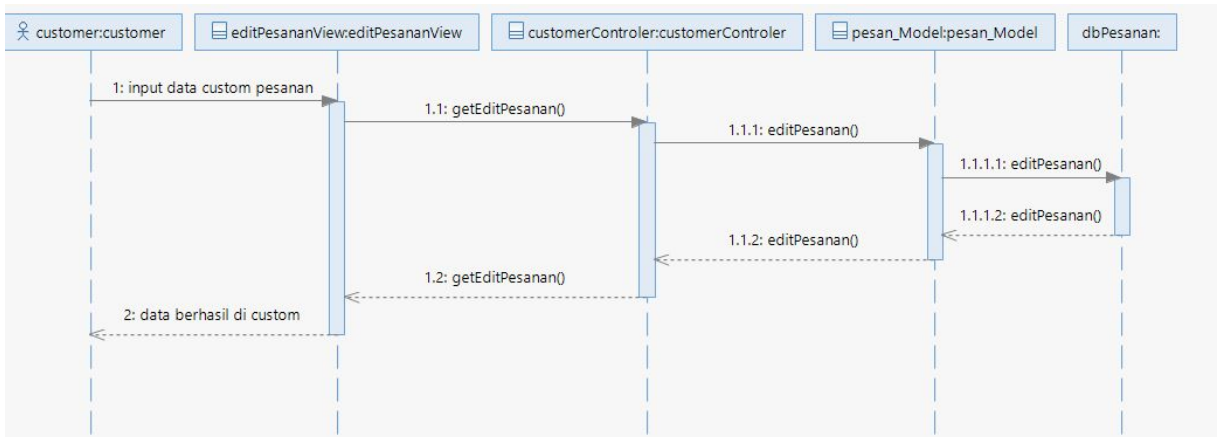 customer:customer
editPesananView:editPesananView
customerControler:customerControler
pesan_Model:pesan_Model
dbPesanan:
1: input data custom pesanan
1.1: getEditPesanan()
1.1.1: editPesanan()
1.1.1.1: editPesanan()
1.1.1.2: editPesanan()
1.1.2: editPesanan()
1.2: getEditPesanan()
2: data berhasil di custom